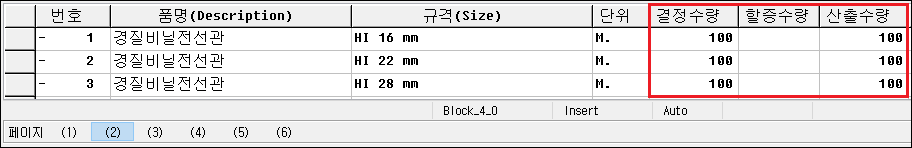 번호 품명(Description) 규격(Size) 단위 결정수량 할증수량 산출수량
- 1 경질비닐전선관 HI 16 mm M. 100 100
- 2 경질비닐전선관 HI 22 mm M. 100 100
- 3 경질비닐전선관 HI 28 mm M. 100 100
Block_4_0 Insert Auto
페이지 (1) (2) (3) (4) (5) (6)